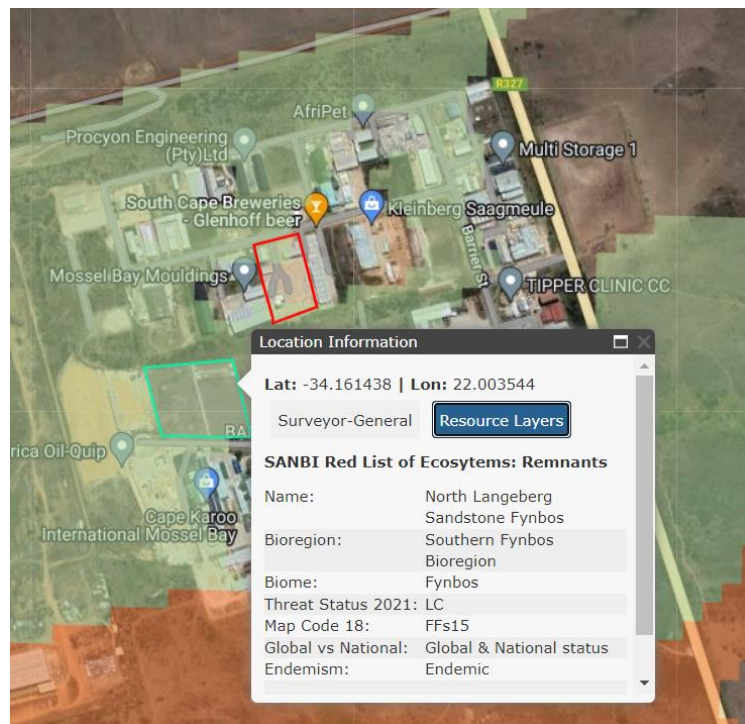 R327
AfriPet
Procyon Engineering
(Pty)Ltd
Multi Storage 1
South Cape Breweries
- Glenhoff beer
Kleinberg Saagmeule
Barrier St
Mossel Bay Mouldings
TIPPER CLINIC CC
Location Information
Lat: -34.161438 | Lon: 22.003544
Surveyor-General
Resource Layers
BA
rica Oil-Quip
SANBI Red List of Ecosytems: Remnants
Name: North Langeberg
Sandstone Fynbos
Cape Karoo
International Mossel Bay
Bioregion: Southern Fynbos
Bioregion
Biome: Fynbos
Threat Status 2021: LC
Map Code 18: FFs15
Global vs National: Global & National status
Endemism: Endemic